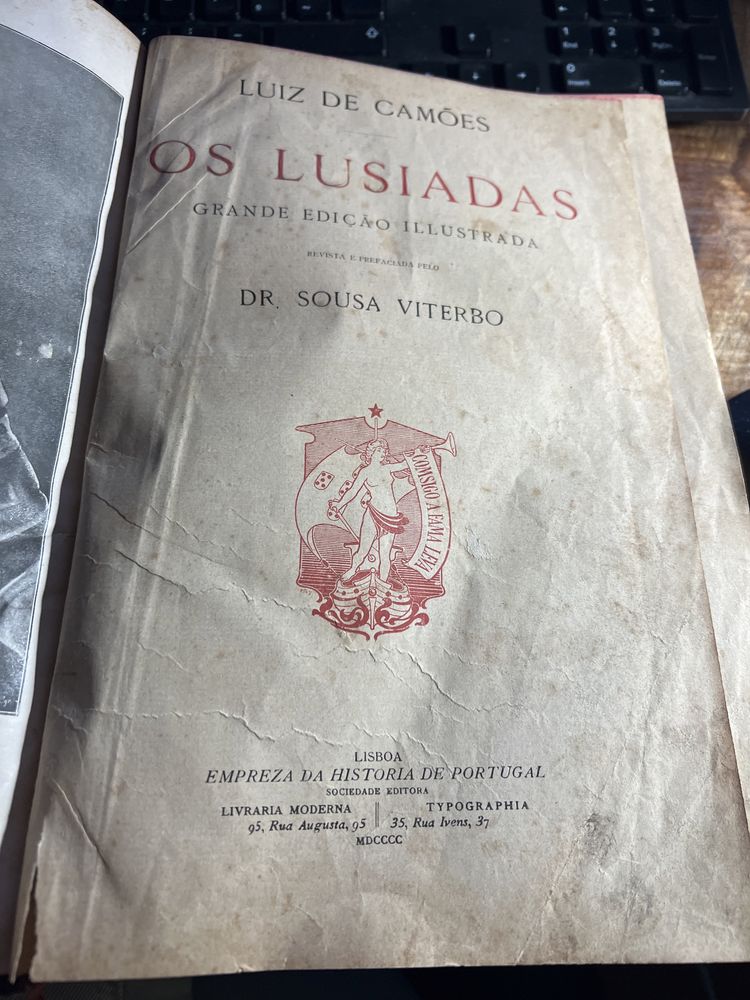 LUIZ DE CAMÕES
OS LUSIADAS
GRANDE EDIÇÃO ILLUSTRADA
REVISTA E PREFACIADA PELO
DR. SOUSA VITERBO
COMSIGO A FAMA LEVA
LISBOA
EMPREZA DA HISTORIA DE PORTUGAL
SOCIEDADE EDITORA
LIVRARIA MODERNA || TYPOGRAPHIA
95, Rua Augusta, 95 || 35, Rua Ivens, 37
MDCCCC